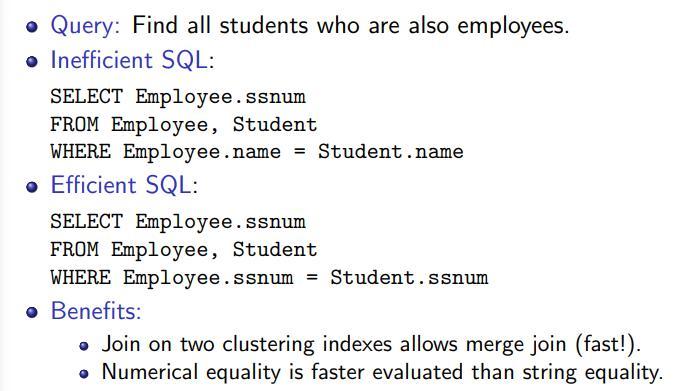 Query: Find all students who are also employees.
Inefficient SQL:
SELECT Employee.ssnum
FROM Employee, Student
WHERE Employee.name = Student.name
Efficient SQL:
SELECT Employee.ssnum
FROM Employee, Student
WHERE Employee.ssnum = Student.ssnum
Benefits:
Join on two clustering indexes allows merge join (fast!).
Numerical equality is faster evaluated than string equality.